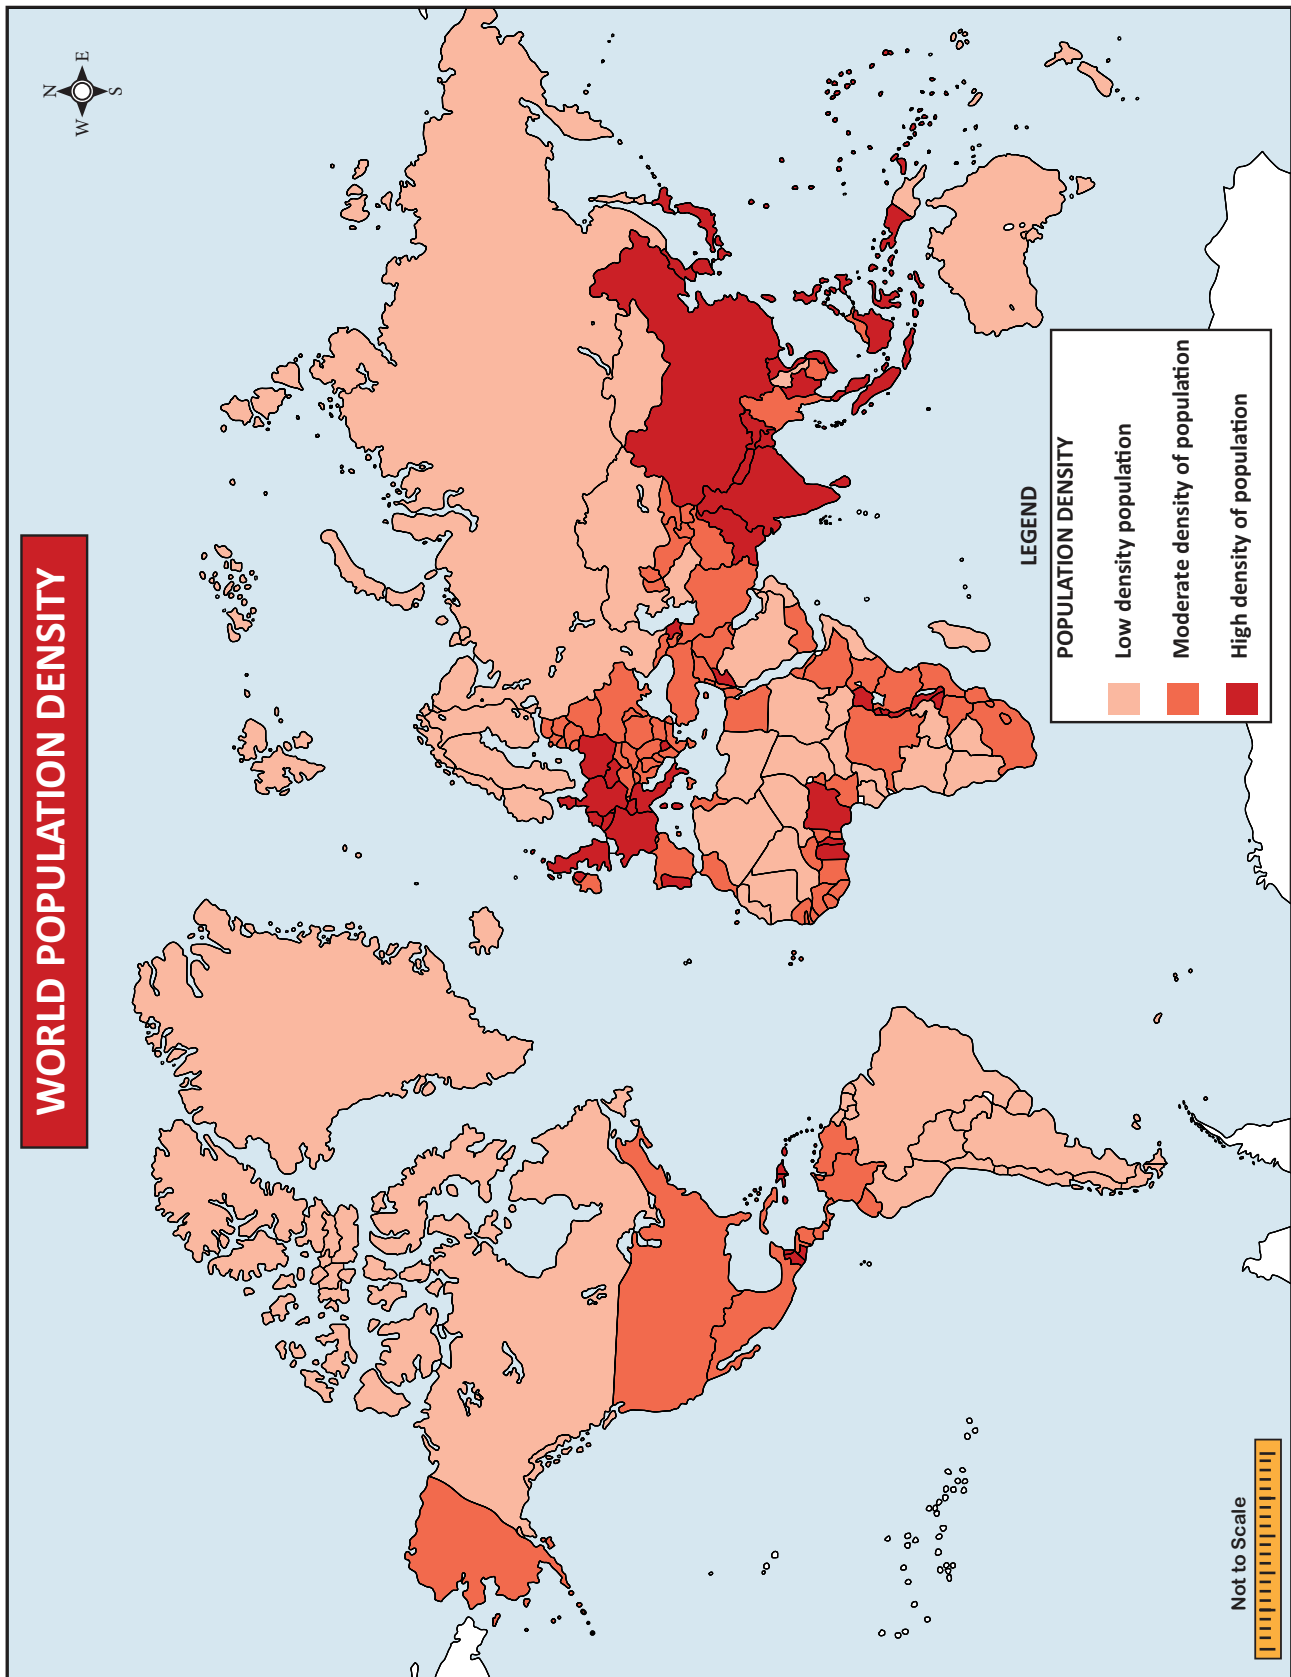 WORLD POPULATION DENSITY
N
W E
S
LEGEND
POPULATION DENSITY
Low density population
Moderate density of population
High density of population
Not to Scale